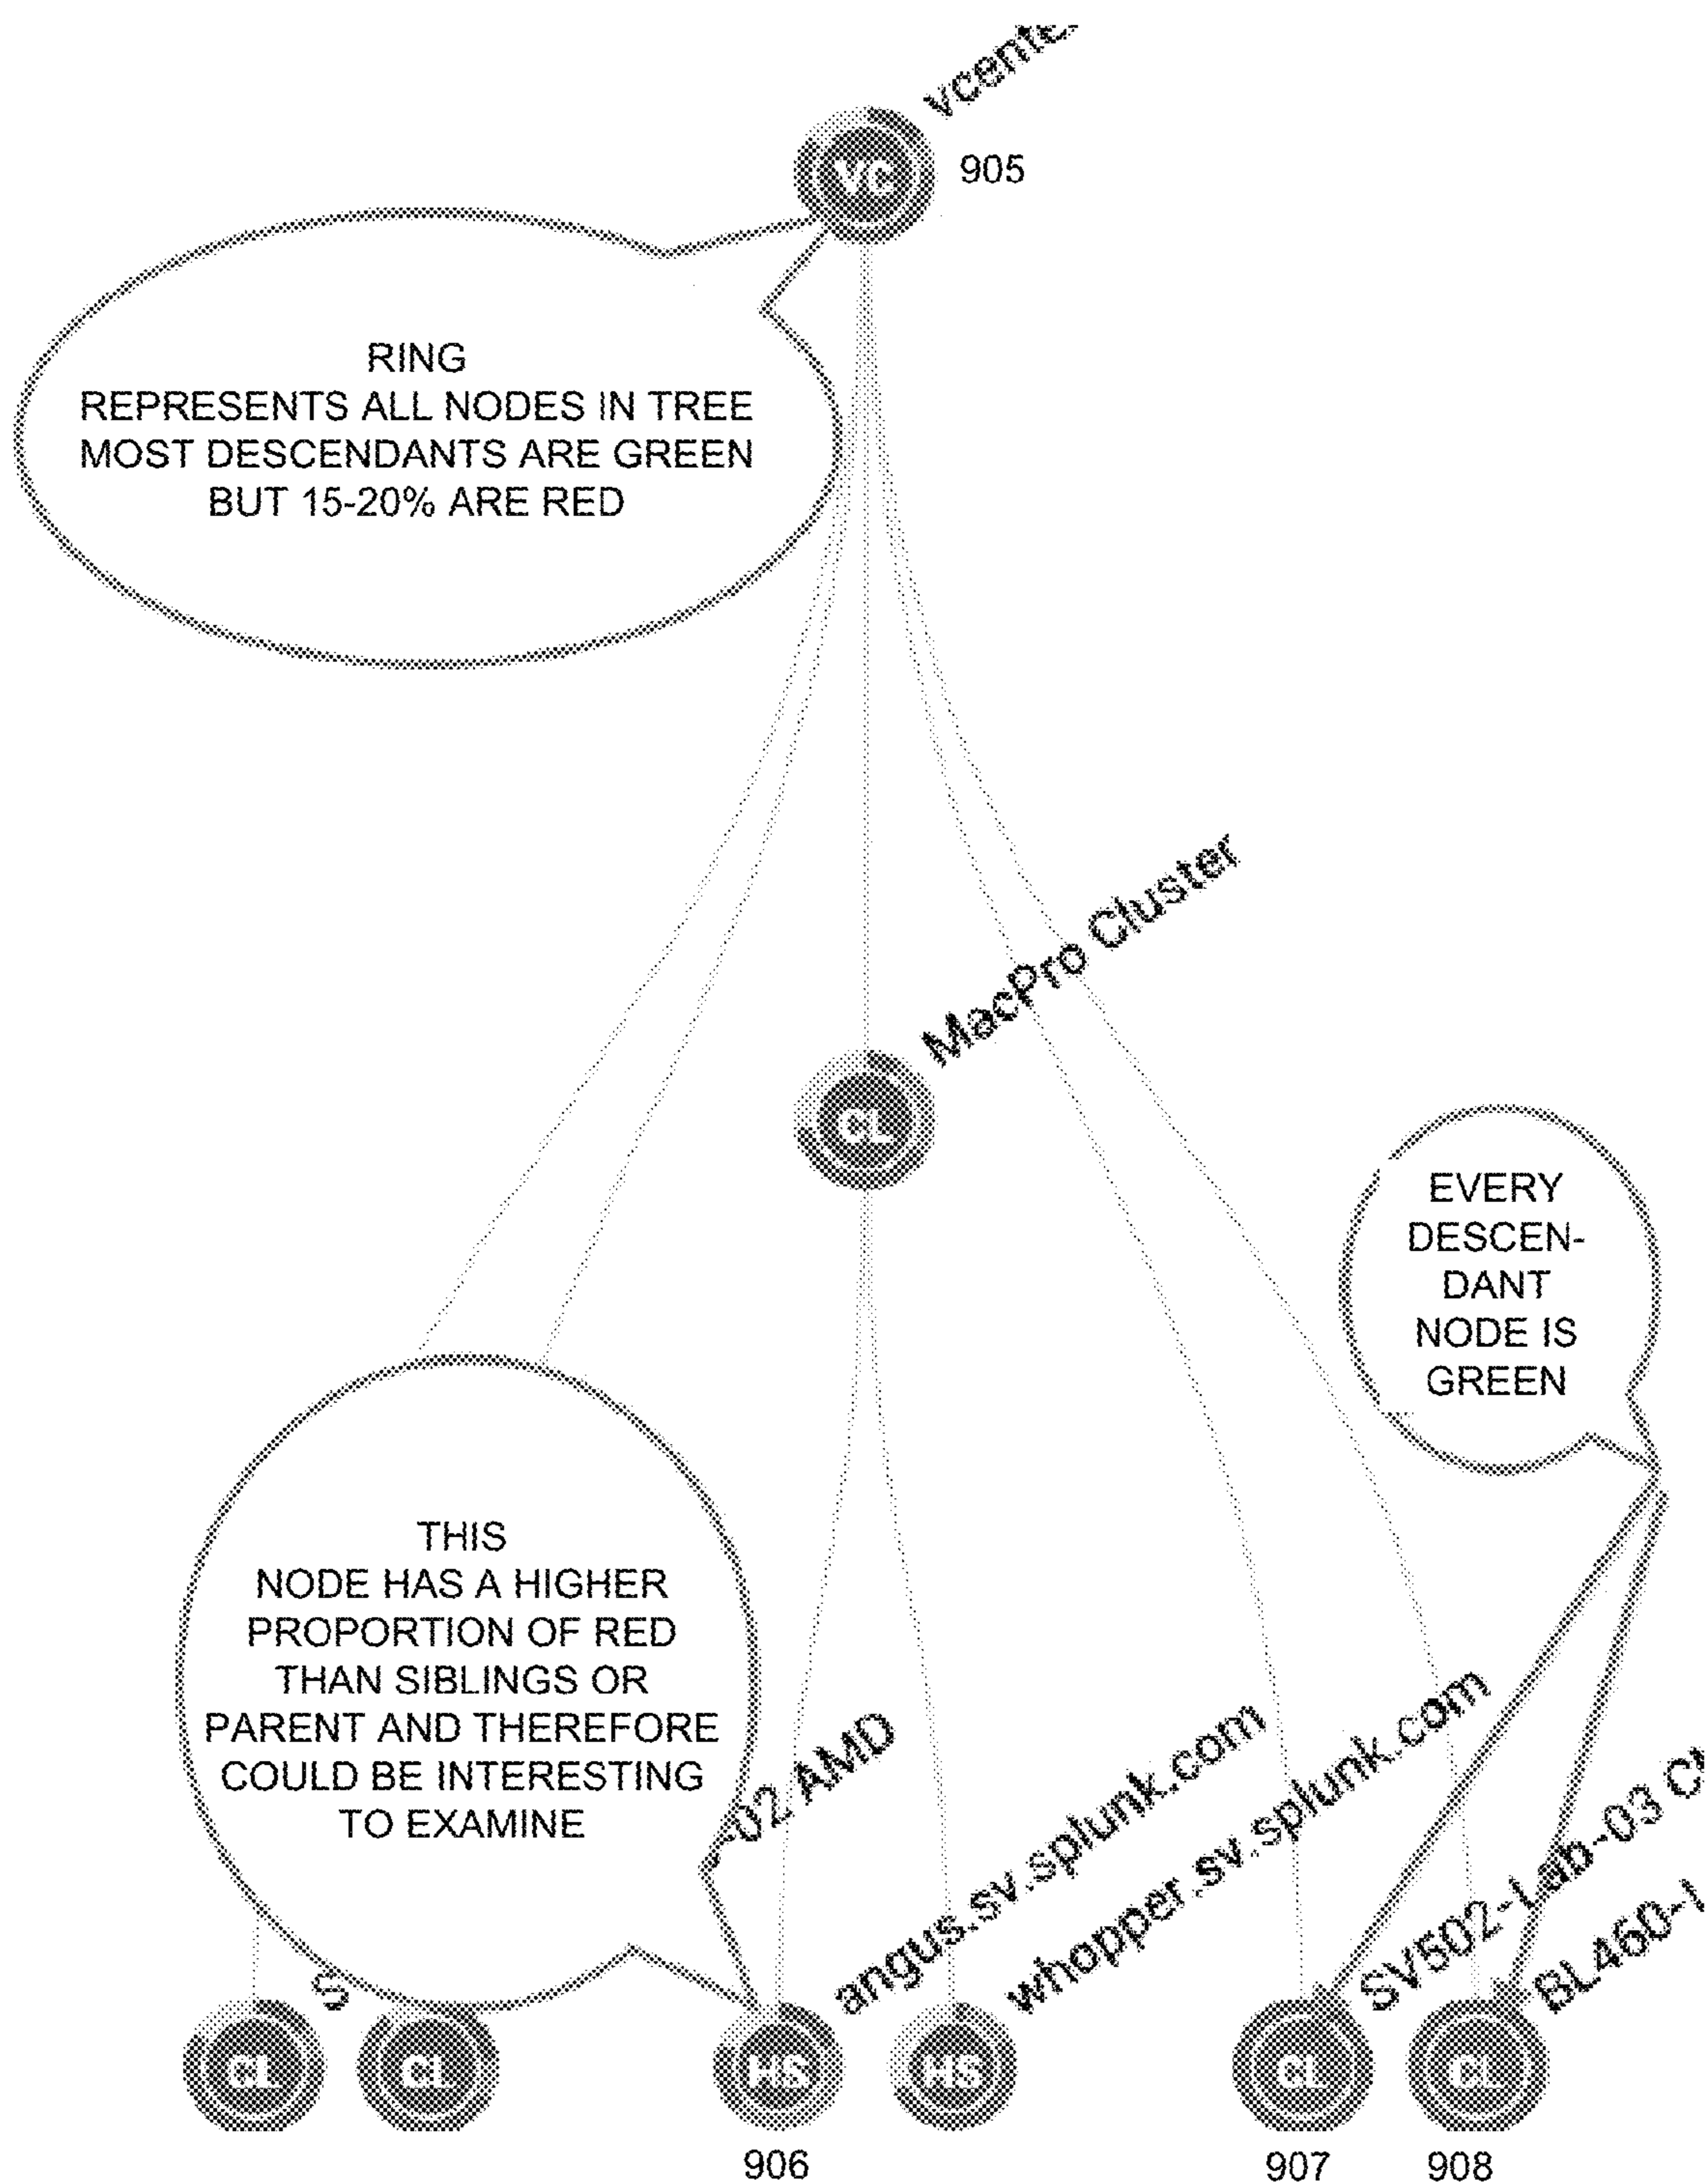 VC
905
RING
REPRESENTS ALL NODES IN TREE
MOST DESCENDANTS ARE GREEN
BUT 15-20% ARE RED
MacPro Cluster
CL
EVERY
DESCEN-
DANT
NODE IS
GREEN
THIS
NODE HAS A HIGHER
PROPORTION OF RED
THAN SIBLINGS OR
PARENT AND THEREFORE
COULD BE INTERESTING
TO EXAMINE
-02 AMD
angus.sv.splunk.com
whopper.sv.splunk.com
SV502-Lab-03
S
CL
CL
HS
HS
CL
CL
906
907
908